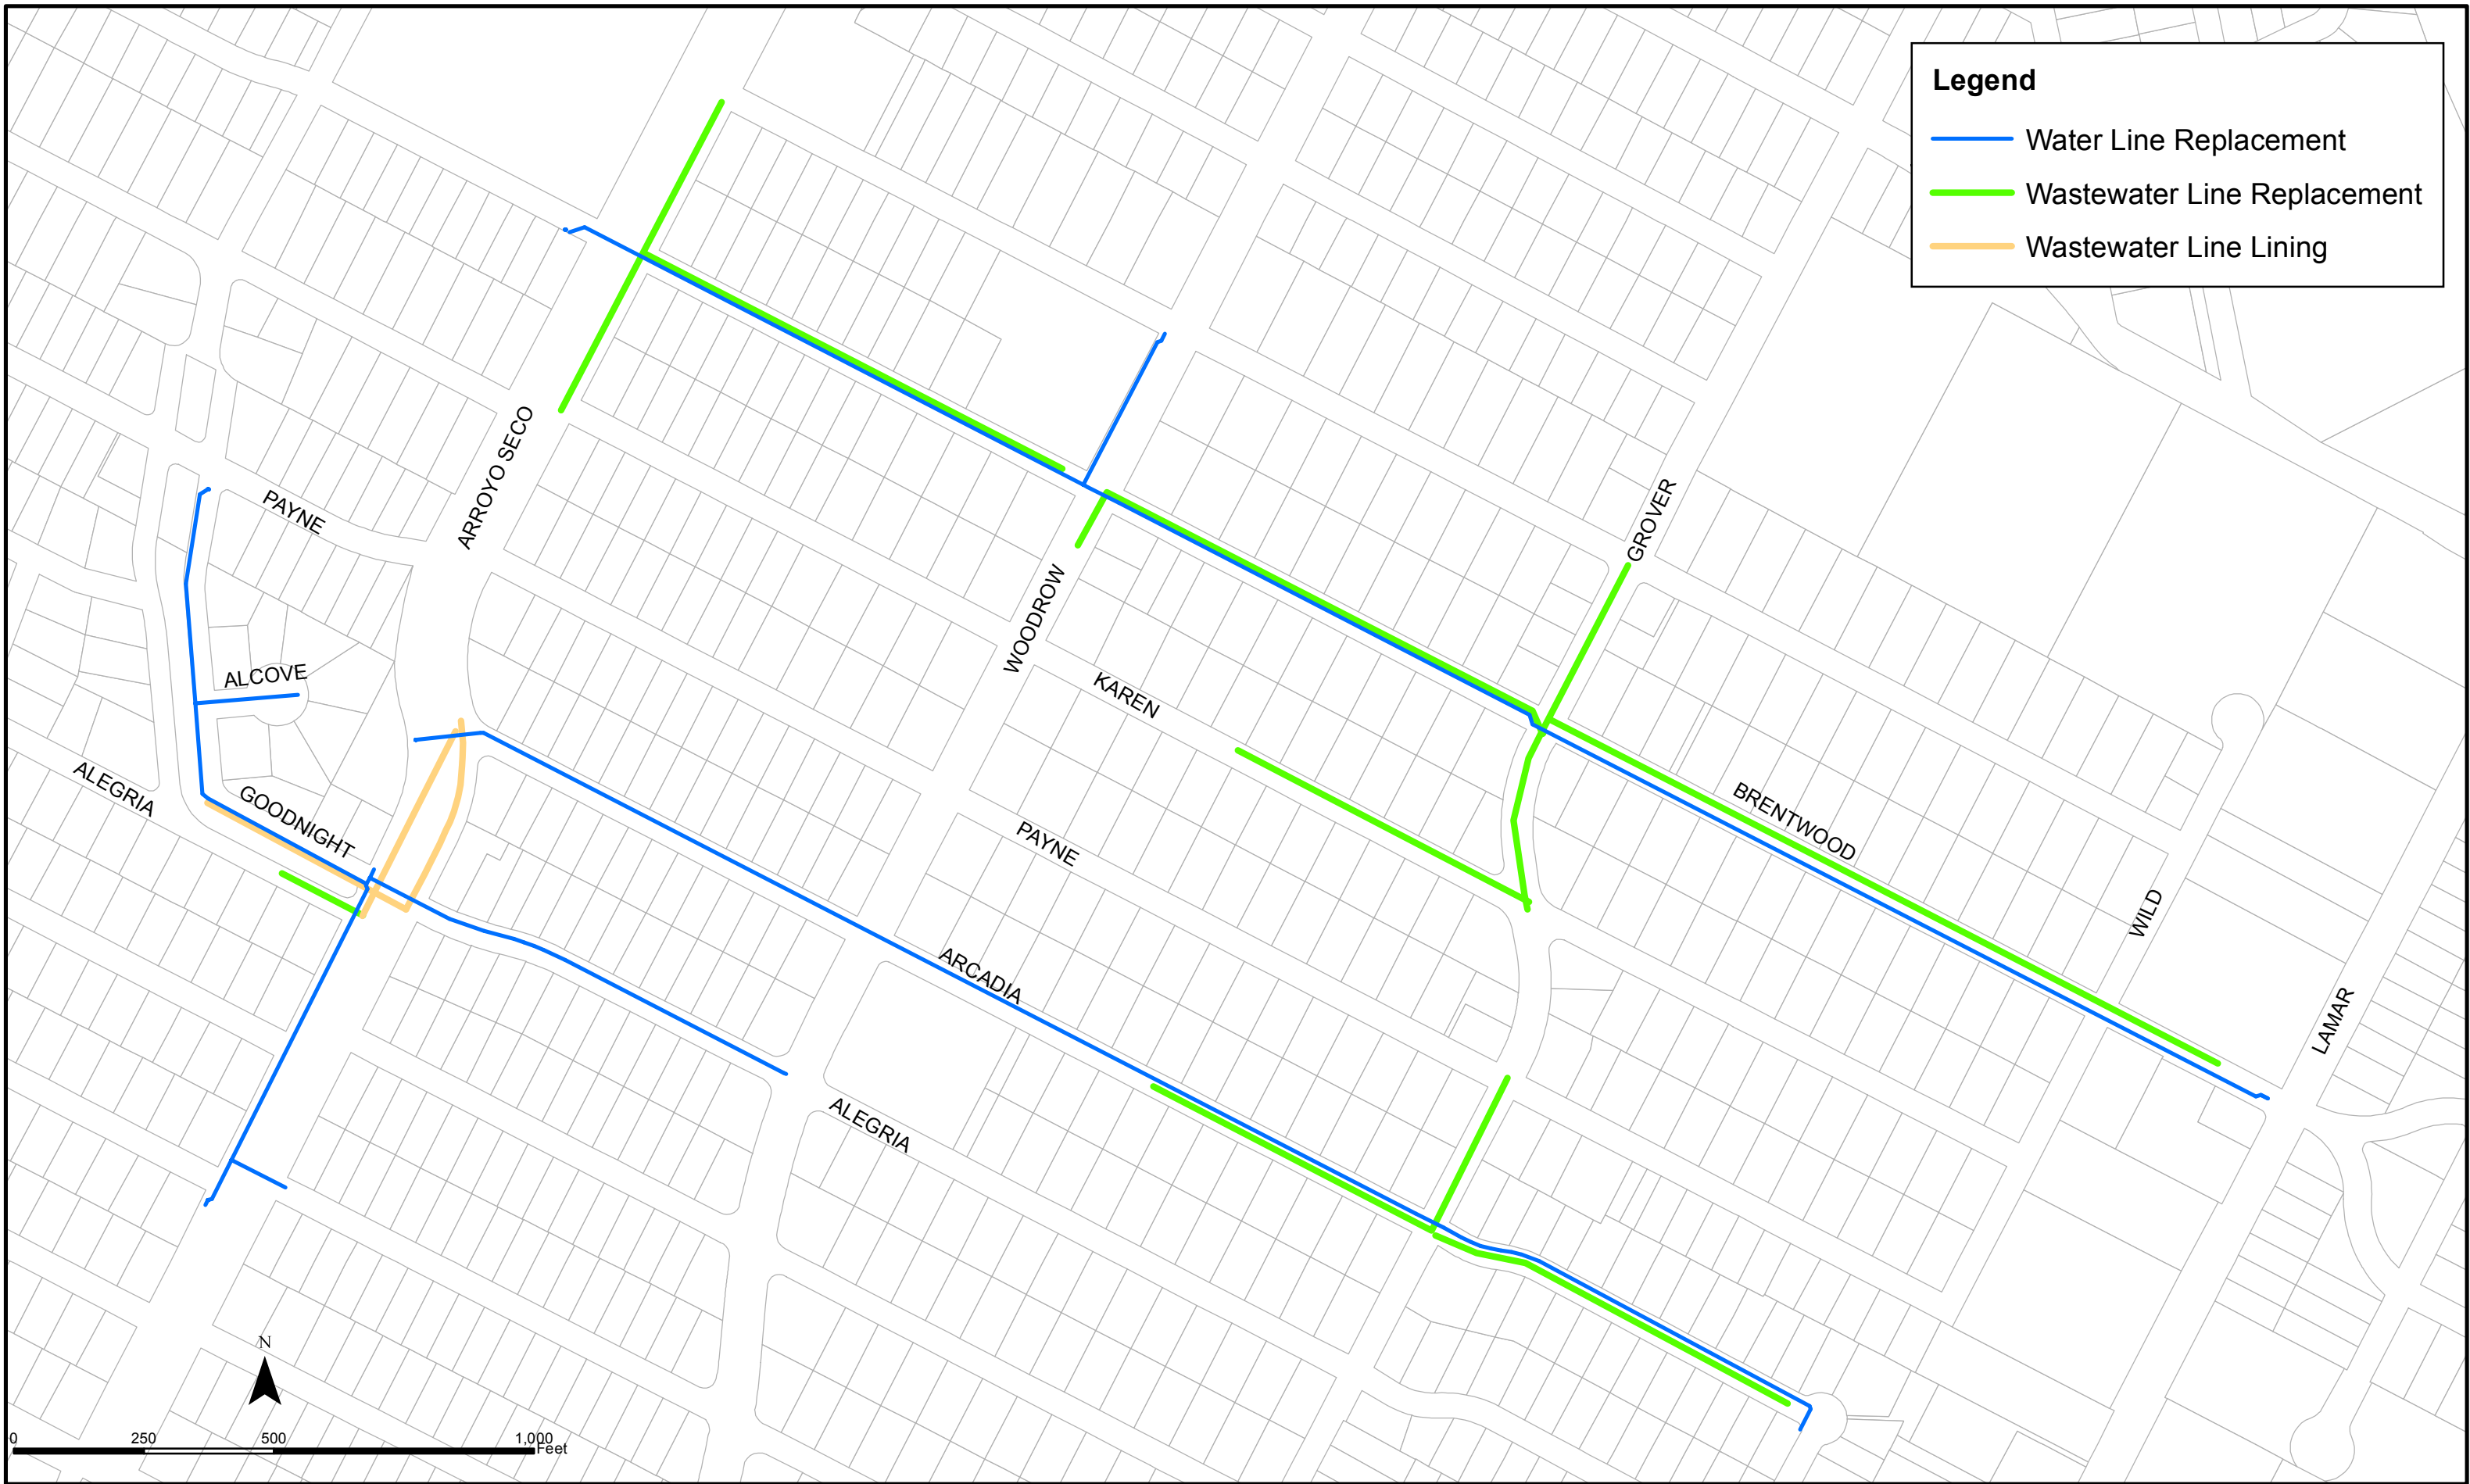 Legend
Water Line Replacement
Wastewater Line Replacement
Wastewater Line Lining
ARROYO SECO
PAYNE
GROVER
WOODROW
ALCOVE
KAREN
ALEGRIA
GOODNIGHT
BRENTWOOD
PAYNE
WILD
ARCADIA
LAMAR
ALEGRIA
N
0 250 500 1,000
Feet